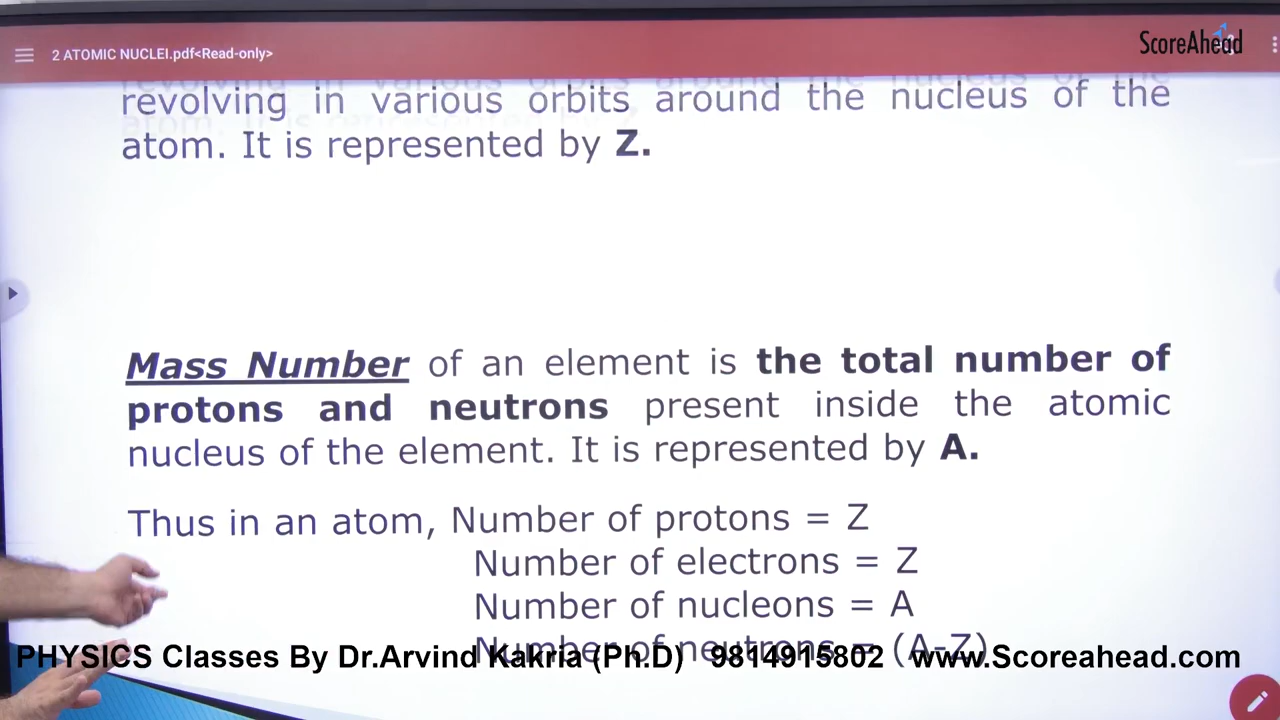 2 ATOMIC NUCLEI.pdf<Read-only>
ScoreAhead
revolving in various orbits around the nucleus of the
atom. It is represented by Z.
Mass Number of an element is the total number of
protons and neutrons present inside the atomic
nucleus of the element. It is represented by A.
Thus in an atom, Number of protons = Z
Number of electrons = Z
Number of nucleons = A
Number of neutrons = (A-Z)
PHYSICS Classes By Dr.Arvind Kakria (Ph.D) 9814915802 www.Scoreahead.com